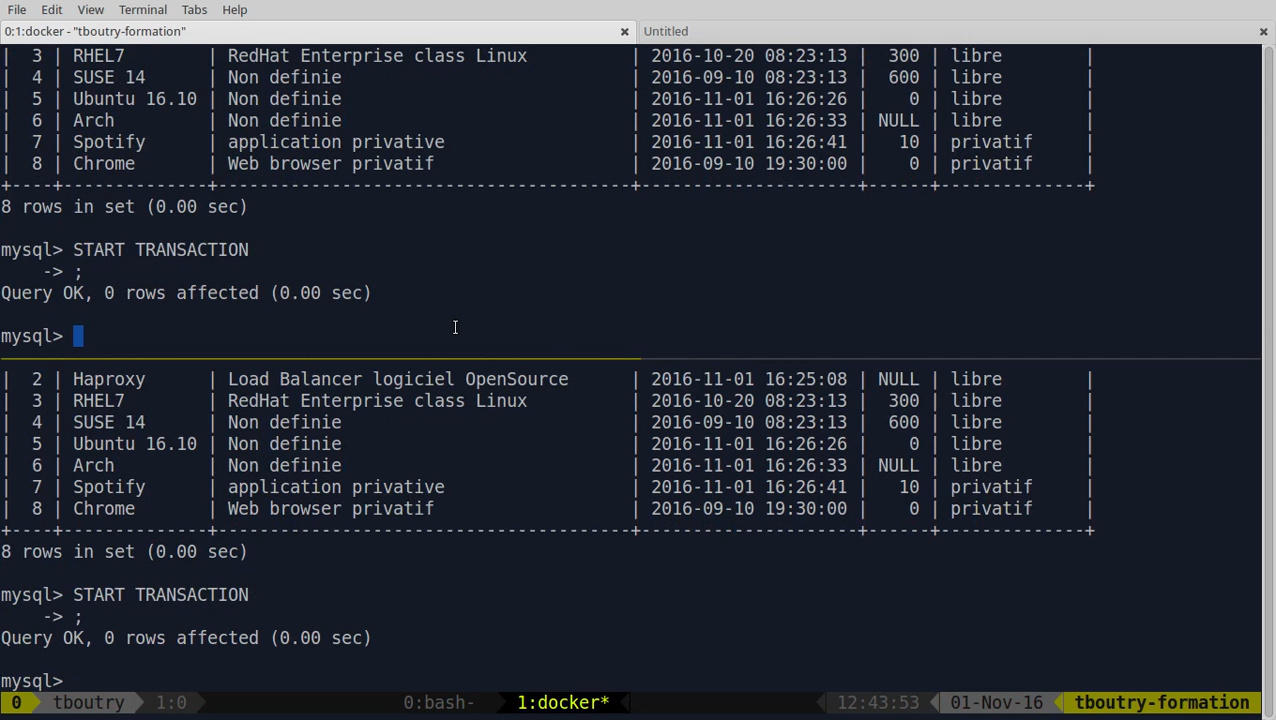 File Edit View Terminal Tabs Help
0:1:docker - "tboutry-formation" Untitled
| 3 | RHEL7 | RedHat Enterprise class Linux | 2016-10-20 08:23:13 | 300 | libre |
| 4 | SUSE 14 | Non definie | 2016-09-10 08:23:13 | 600 | libre |
| 5 | Ubuntu 16.10 | Non definie | 2016-11-01 16:26:26 | 0 | libre |
| 6 | Arch | Non definie | 2016-11-01 16:26:33 | NULL | libre |
| 7 | Spotify | application privative | 2016-11-01 16:26:41 | 10 | privatif |
| 8 | Chrome | Web browser privatif | 2016-09-10 19:30:00 | 0 | privatif |
+----+--------------+----------------------------------------+---------------------+------+---------------+
8 rows in set (0.00 sec)
mysql> START TRANSACTION
-> ;
Query OK, 0 rows affected (0.00 sec)
mysql>
| 2 | Haproxy | Load Balancer logiciel OpenSource | 2016-11-01 16:25:08 | NULL | libre |
| 3 | RHEL7 | RedHat Enterprise class Linux | 2016-10-20 08:23:13 | 300 | libre |
| 4 | SUSE 14 | Non definie | 2016-09-10 08:23:13 | 600 | libre |
| 5 | Ubuntu 16.10 | Non definie | 2016-11-01 16:26:26 | 0 | libre |
| 6 | Arch | Non definie | 2016-11-01 16:26:33 | NULL | libre |
| 7 | Spotify | application privative | 2016-11-01 16:26:41 | 10 | privatif |
| 8 | Chrome | Web browser privatif | 2016-09-10 19:30:00 | 0 | privatif |
+----+--------------+----------------------------------------+---------------------+------+---------------+
8 rows in set (0.00 sec)
mysql> START TRANSACTION
-> ;
Query OK, 0 rows affected (0.00 sec)
mysql>
0 tboutry 1:0 0:bash- 1:docker* 12:43:53 01-Nov-16 tboutry-formation